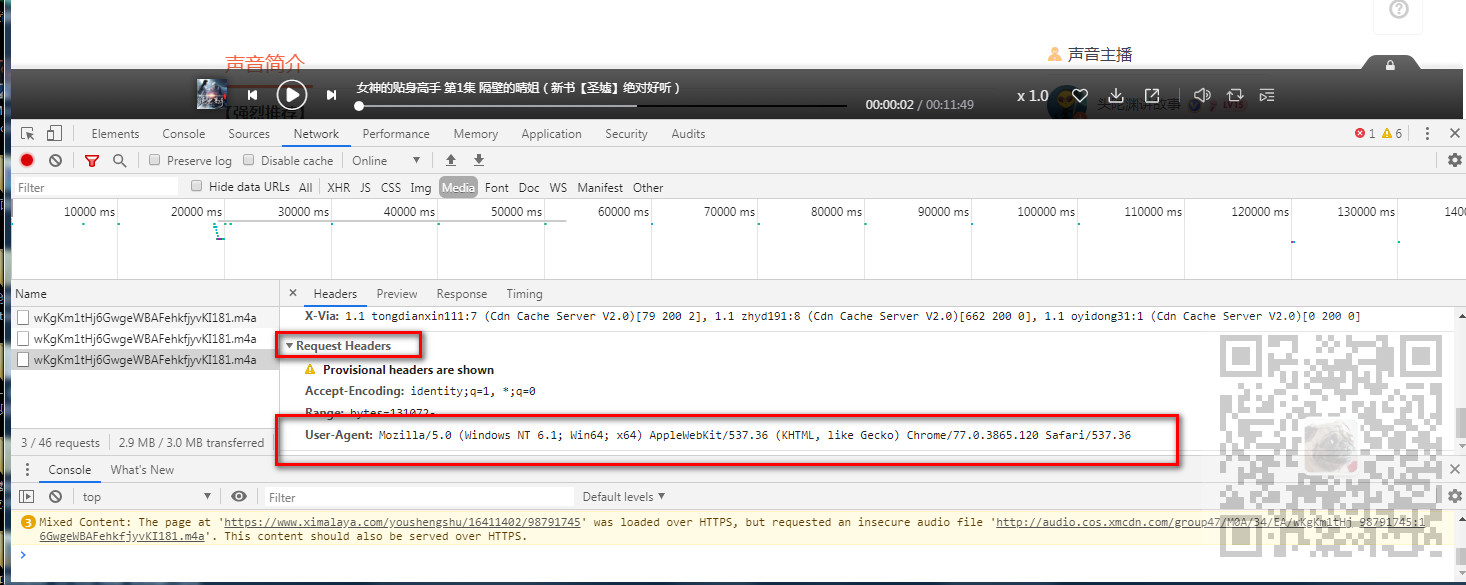 声音简介
声音主播
女神的贴身高手 第1集 隔壁的晴姐（新书【圣墟】绝对好听）
00:00:02 / 00:11:49
x 1.0
【强烈推荐】
Elements Console Sources Network Performance Memory Application Security Audits
1 6
Preserve log Disable cache Online
Filter Hide data URLs All XHR JS CSS Img Media Font Doc WS Manifest Other
10000 ms 20000 ms 30000 ms 40000 ms 50000 ms 60000 ms 70000 ms 80000 ms 90000 ms 100000 ms 110000 ms 120000 ms 130000 ms 1400
Name
Headers Preview Response Timing
wKgKm1tHj6GwgeWBAFehkfjyvKI181.m4a
wKgKm1tHj6GwgeWBAFehkfjyvKI181.m4a
wKgKm1tHj6GwgeWBAFehkfjyvKI181.m4a
X-Via: 1.1 tongdianxin111:7 (Cdn Cache Server V2.0)[79 200 2], 1.1 zhyd191:8 (Cdn Cache Server V2.0)[662 200 0], 1.1 oyidong31:1 (Cdn Cache Server V2.0)[0 200 0]
Request Headers
Provisional headers are shown
Accept-Encoding: identity;q=1, *;q=0
Range: bytes=131072-
User-Agent: Mozilla/5.0 (Windows NT 6.1; Win64; x64) AppleWebKit/537.36 (KHTML, like Gecko) Chrome/77.0.3865.120 Safari/537.36
3 / 46 requests 2.9 MB / 3.0 MB transferred
Console What's New
top Filter Default levels
3 Mixed Content: The page at 'https://www.ximalaya.com/youshengshu/16411402/98791745' was loaded over HTTPS, but requested an insecure audio file 'http://audio.cos.xmcdn.com/group47/M0A/34/EA/wKgKm1tHj 98791745:1
6GwgeWBAFehkfjyvKI181.m4a'. This content should also be served over HTTPS.